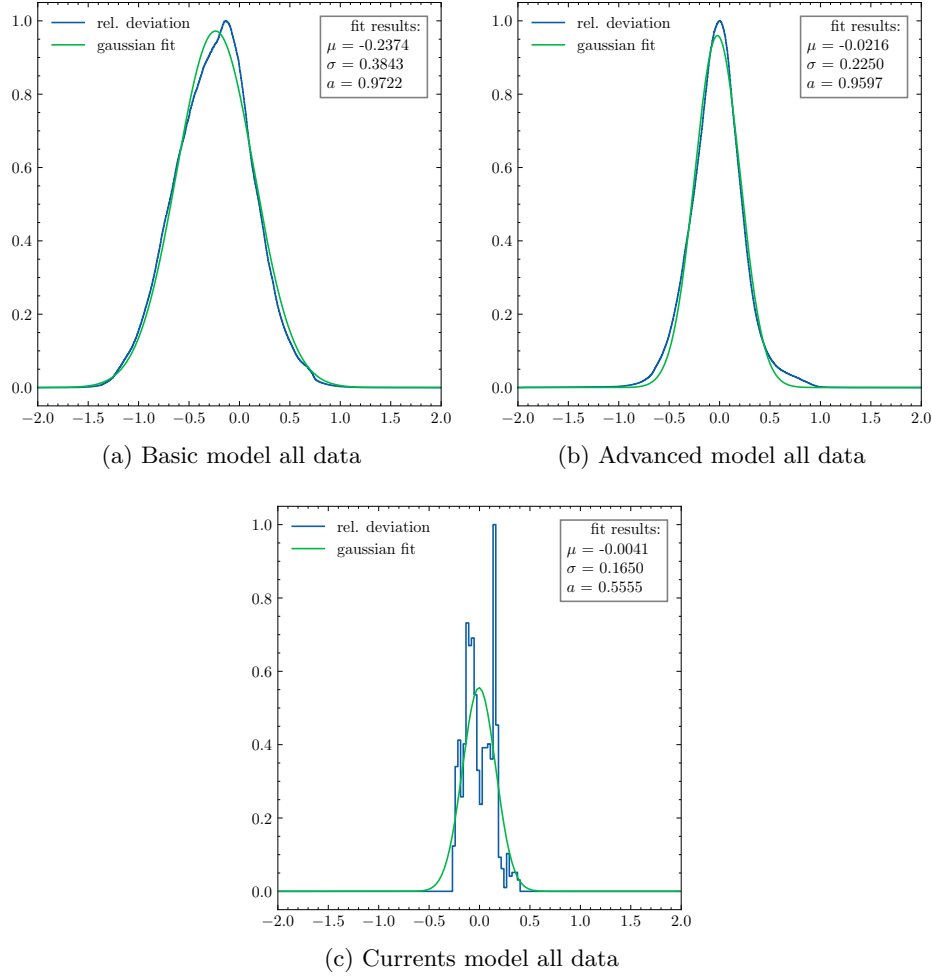 rel. deviation
gaussian fit
fit results:
μ = -0.2374
σ = 0.3843
a = 0.9722
1.0
0.8
0.6
0.4
0.2
0.0
−2.0 −1.5 −1.0 −0.5 0.0 0.5 1.0 1.5 2.0
(a) Basic model all data
rel. deviation
gaussian fit
fit results:
μ = -0.0216
σ = 0.2250
a = 0.9597
1.0
0.8
0.6
0.4
0.2
0.0
−2.0 −1.5 −1.0 −0.5 0.0 0.5 1.0 1.5 2.0
(b) Advanced model all data
rel. deviation
gaussian fit
fit results:
μ = -0.0041
σ = 0.1650
a = 0.5555
1.0
0.8
0.6
0.4
0.2
0.0
−2.0 −1.5 −1.0 −0.5 0.0 0.5 1.0 1.5 2.0
(c) Currents model all data